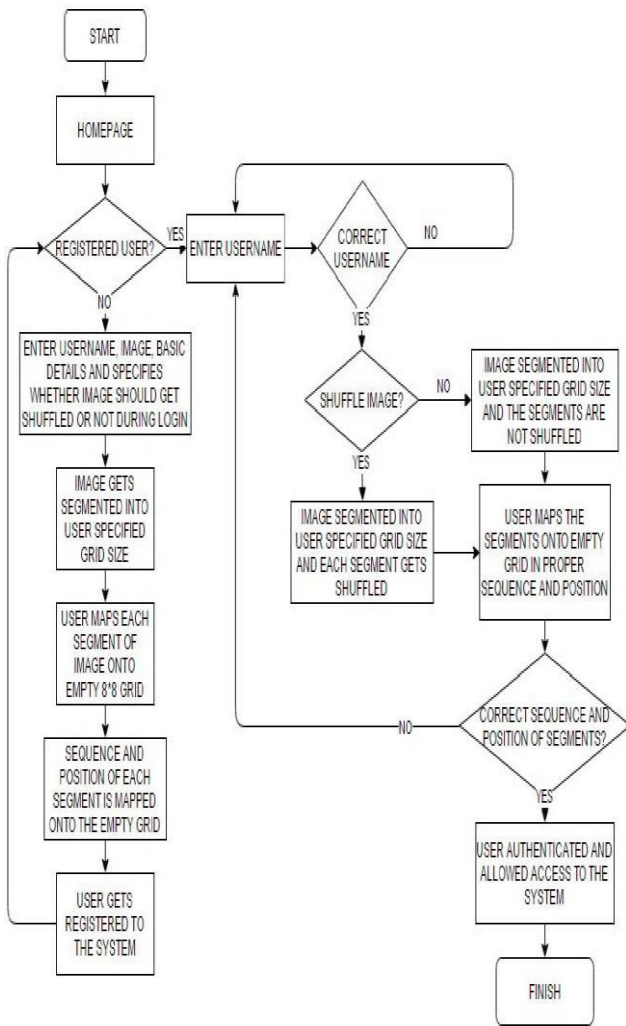 START
HOMEPAGE
REGISTERED USER?
YES
NO
ENTER USERNAME, IMAGE, BASIC
DETAILS AND SPECIFIES
WHETHER IMAGE SHOULD GET
SHUFFLED OR NOT DURING LOGIN
IMAGE GETS
SEGMENTED INTO
USER SPECIFIED
GRID SIZE
USER MAPS EACH
SEGMENT OF
IMAGE ONTO
EMPTY 8*8 GRID
SEQUENCE AND
POSITION OF EACH
SEGMENT IS MAPPED
ONTO THE EMPTY GRID
USER GETS
REGISTERED TO
THE SYSTEM
ENTER USERNAME
CORRECT
USERNAME
NO
YES
SHUFFLE IMAGE?
NO
YES
IMAGE SEGMENTED INTO
USER SPECIFIED GRID SIZE
AND EACH SEGMENT GETS
SHUFFLED
IMAGE SEGMENTED INTO
USER SPECIFIED GRID SIZE
AND THE SEGMENTS ARE
NOT SHUFFLED
USER MAPS THE
SEGMENTS ONTO EMPTY
GRID IN PROPER
SEQUENCE AND POSITION
CORRECT SEQUENCE AND
POSITION OF SEGMENTS?
NO
YES
USER AUTHENTICATED AND
ALLOWED ACCESS TO THE
SYSTEM
FINISH